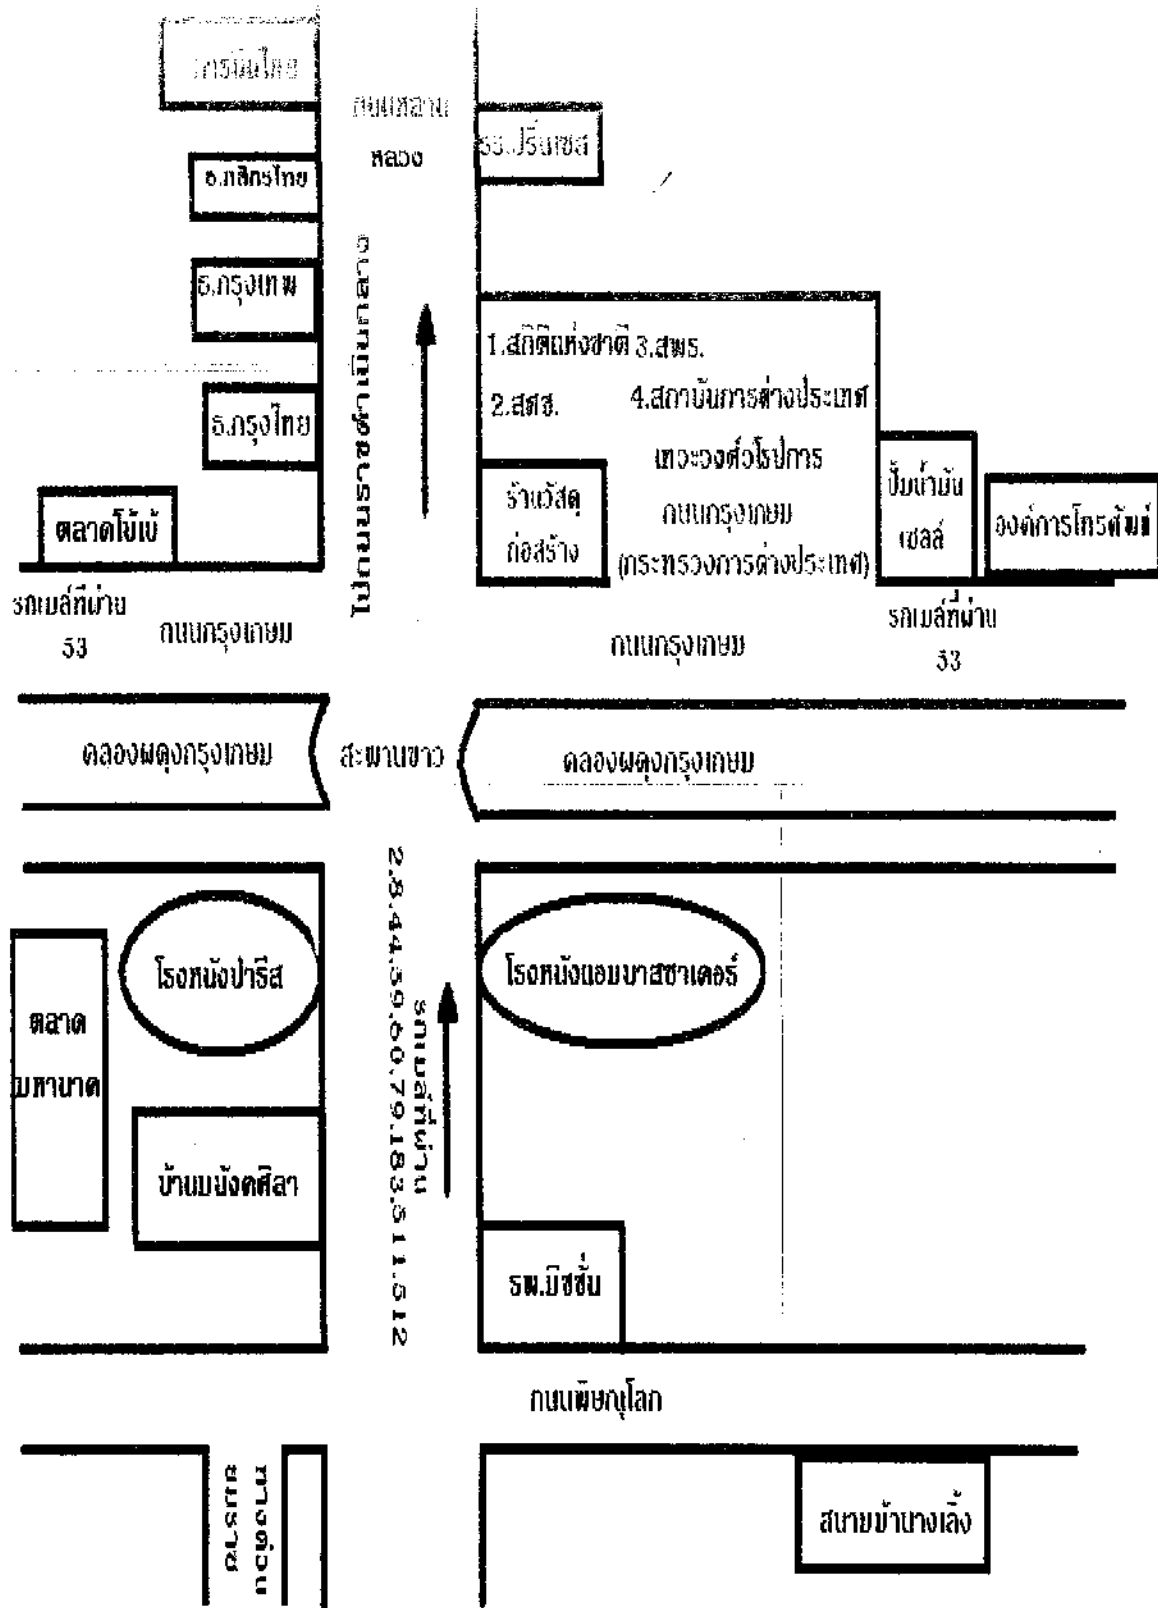 การบินไทย
ถนนหลาน
หลวง
รร.ปริ๊นเซส
ธ.กสิกรไทย
ธ.กรุงเทพ
ธ.กรุงไทย
ตลาดโบ้เบ้
1.สถิติแห่งชาติ 3.สพร.
2.สศช. 4.สถาบันการต่างประเทศ
เทวะวงศ์วโรปการ
ถนนกรุงเกษม
(กระทรวงการต่างประเทศ)
ร้านวัสดุ
ก่อสร้าง
ปั้มน้ำมัน
เชลล์
องค์การโทรศัพท์
รถเมล์ที่ผ่าน
53
ถนนกรุงเกษม
ถนนกรุงเกษม
รถเมล์ที่ผ่าน
53
คลองผดุงกรุงเกษม
สะพานขาว
คลองผดุงกรุงเกษม
โรงหนังปารีส
โรงหนังแอมบาสซาเดอร์
ตลาด
มหานาค
รถเมล์ที่ผ่าน
2.8.44.59.60.79.183.511.512
บ้านมนังคศิลา
รพ.มิชชั่น
ถนนพิษณุโลก
ทางด่วน
ยมราช
สนามม้านางเลิ้ง